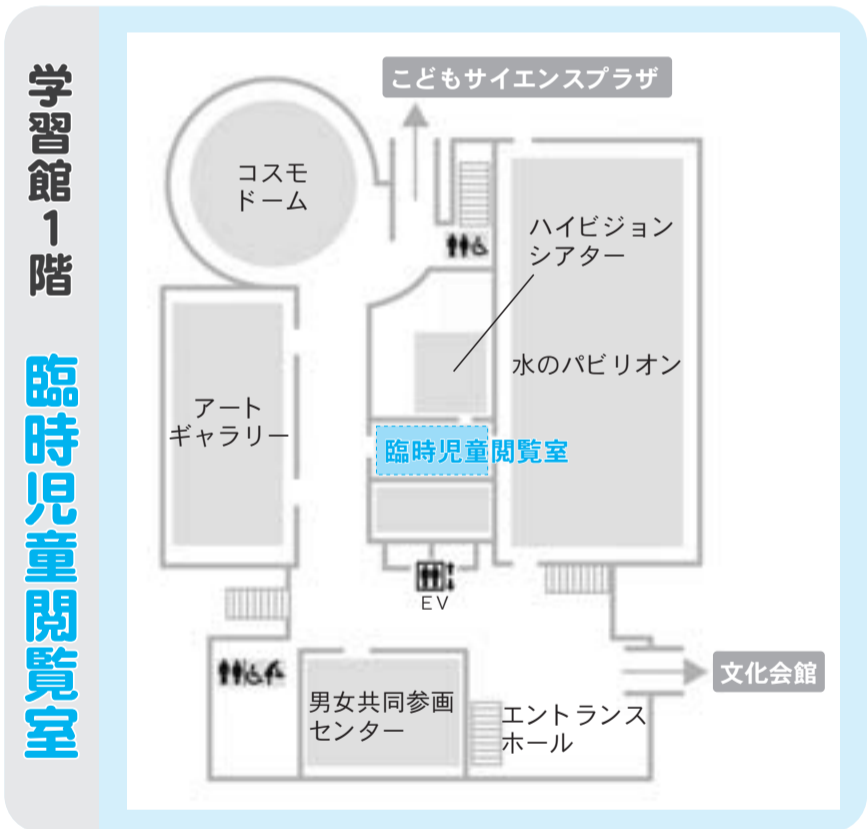 学習館1階 臨時児童閲覧室
こどもサイエンスプラザ
コスモ
ドーム
ハイビジョン
シアター
水のパビリオン
アート
ギャラリー
臨時児童閲覧室
EV
文化会館
男女共同参画
センター
エントランス
ホール